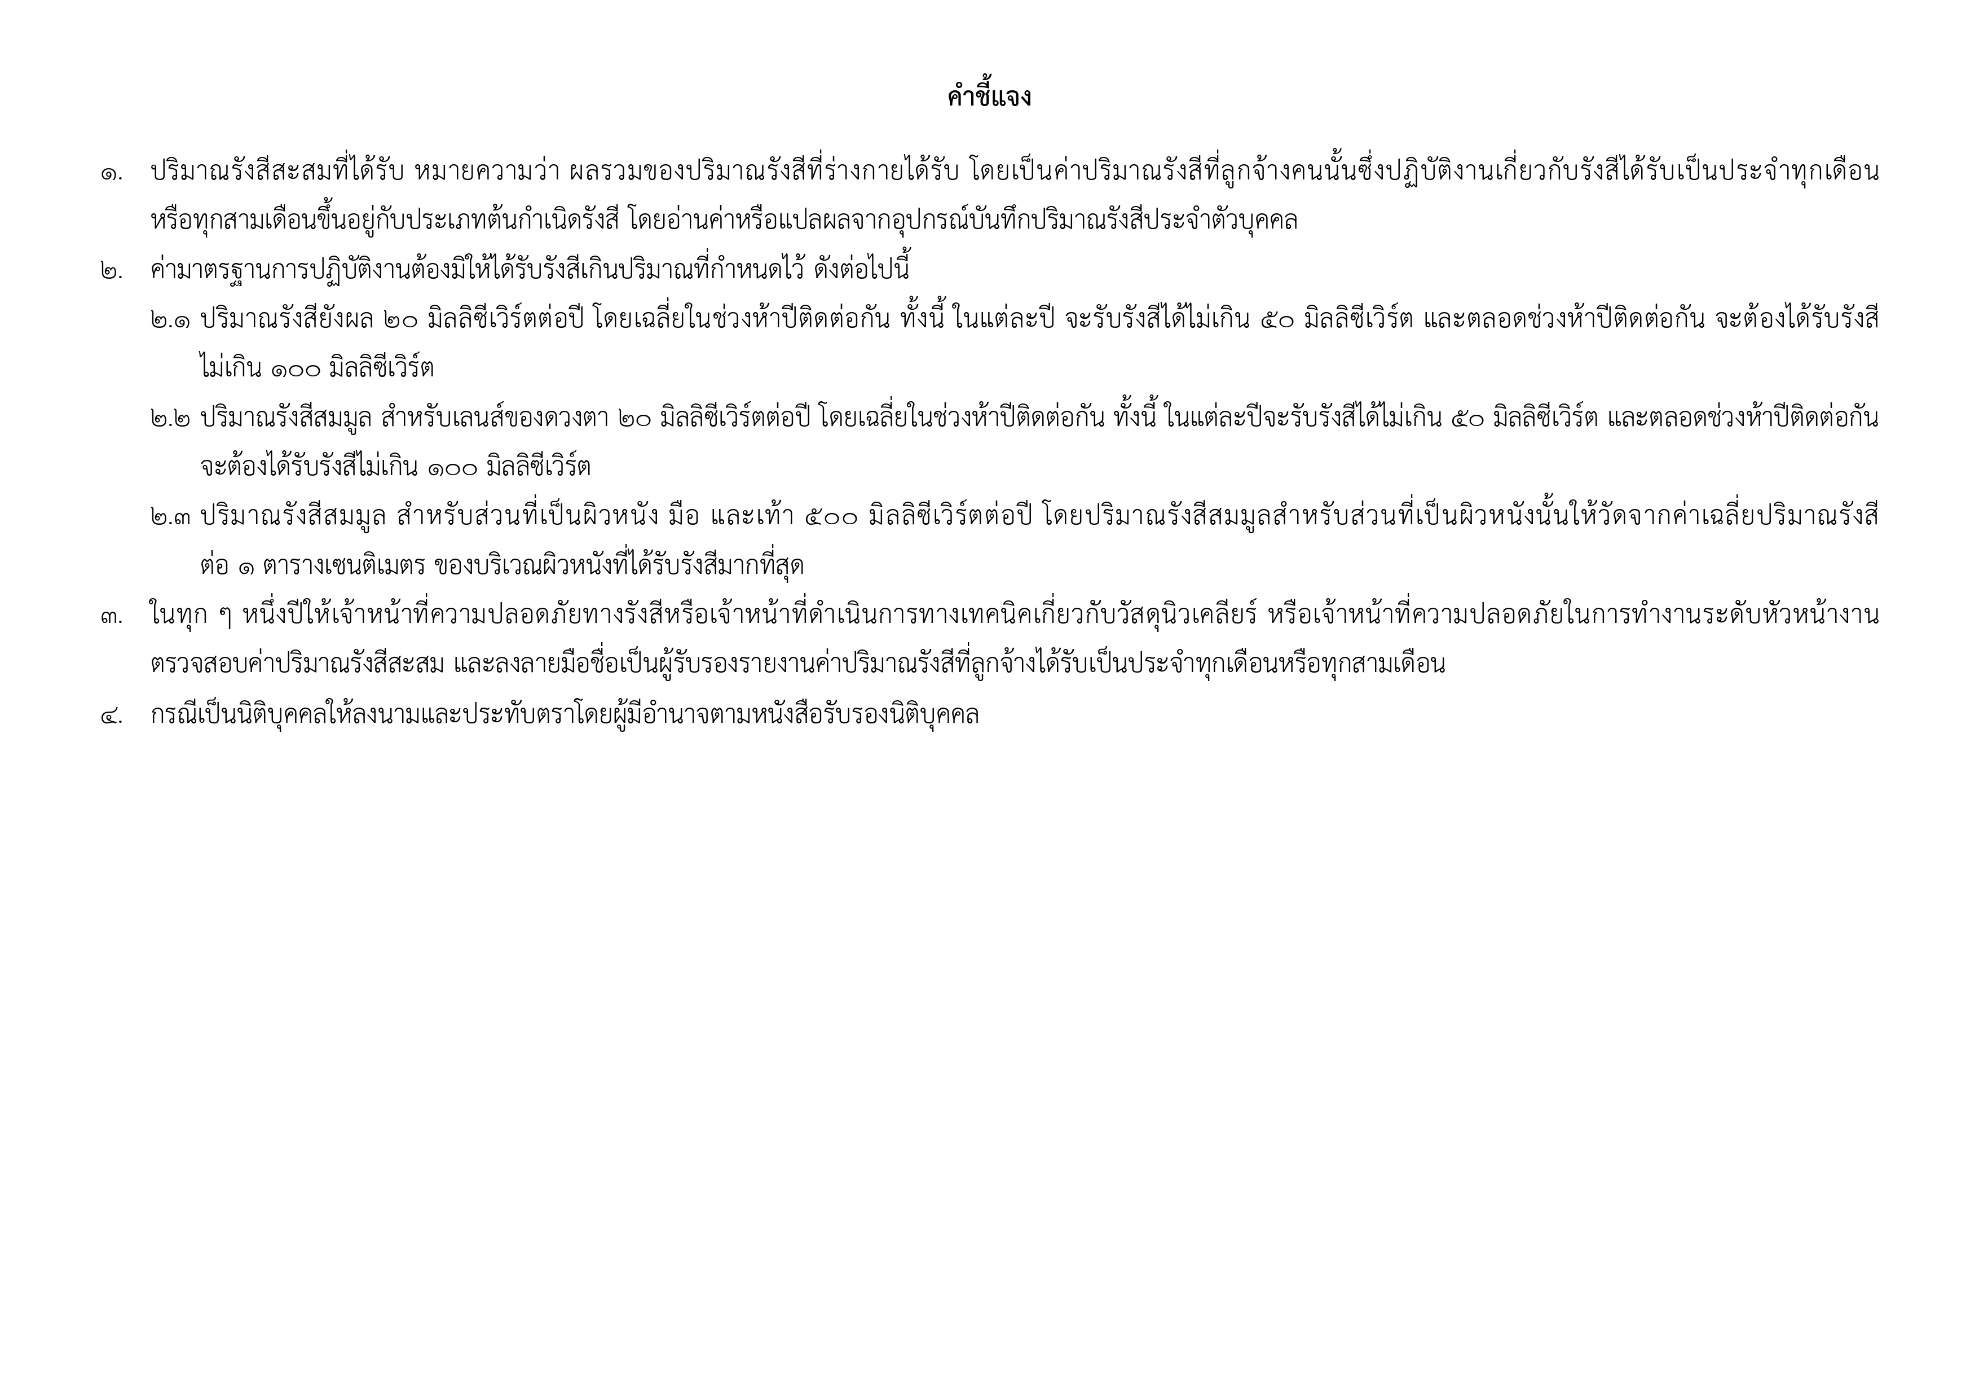 คำชี้แจง
๑. ปริมาณรังสีสะสมที่ได้รับ หมายความว่า ผลรวมของปริมาณรังสีที่ร่างกายได้รับ โดยเป็นค่าปริมาณรังสีที่ลูกจ้างคนนั้นซึ่งปฏิบัติงานเกี่ยวกับรังสีได้รับเป็นประจำทุกเดือน
หรือทุกสามเดือนขึ้นอยู่กับประเภทต้นกำเนิดรังสี โดยอ่านค่าหรือแปลผลจากอุปกรณ์บันทึกปริมาณรังสีประจำตัวบุคคล
๒. ค่ามาตรฐานการปฏิบัติงานต้องมิให้ได้รับรังสีเกินปริมาณที่กำหนดไว้ ดังต่อไปนี้
๒.๑ ปริมาณรังสียังผล ๒๐ มิลลิซีเวิร์ตต่อปี โดยเฉลี่ยในช่วงห้าปีติดต่อกัน ทั้งนี้ ในแต่ละปี จะรับรังสีได้ไม่เกิน ๕๐ มิลลิซีเวิร์ต และตลอดช่วงห้าปีติดต่อกัน จะต้องได้รับรังสี
ไม่เกิน ๑๐๐ มิลลิซีเวิร์ต
๒.๒ ปริมาณรังสีสมมูล สำหรับเลนส์ของดวงตา ๒๐ มิลลิซีเวิร์ตต่อปี โดยเฉลี่ยในช่วงห้าปีติดต่อกัน ทั้งนี้ ในแต่ละปีจะรับรังสีได้ไม่เกิน ๕๐ มิลลิซีเวิร์ต และตลอดช่วงห้าปีติดต่อกัน
จะต้องได้รับรังสีไม่เกิน ๑๐๐ มิลลิซีเวิร์ต
๒.๓ ปริมาณรังสีสมมูล สำหรับส่วนที่เป็นผิวหนัง มือ และเท้า ๕๐๐ มิลลิซีเวิร์ตต่อปี โดยปริมาณรังสีสมมูลสำหรับส่วนที่เป็นผิวหนังนั้นให้วัดจากค่าเฉลี่ยปริมาณรังสี
ต่อ ๑ ตารางเซนติเมตร ของบริเวณผิวหนังที่ได้รับรังสีมากที่สุด
๓. ในทุก ๆ หนึ่งปีให้เจ้าหน้าที่ความปลอดภัยทางรังสีหรือเจ้าหน้าที่ดำเนินการทางเทคนิคเกี่ยวกับวัสดุนิวเคลียร์ หรือเจ้าหน้าที่ความปลอดภัยในการทำงานระดับหัวหน้างาน
ตรวจสอบค่าปริมาณรังสีสะสม และลงลายมือชื่อเป็นผู้รับรองรายงานค่าปริมาณรังสีที่ลูกจ้างได้รับเป็นประจำทุกเดือนหรือทุกสามเดือน
๔. กรณีเป็นนิติบุคคลให้ลงนามและประทับตราโดยผู้มีอำนาจตามหนังสือรับรองนิติบุคคล